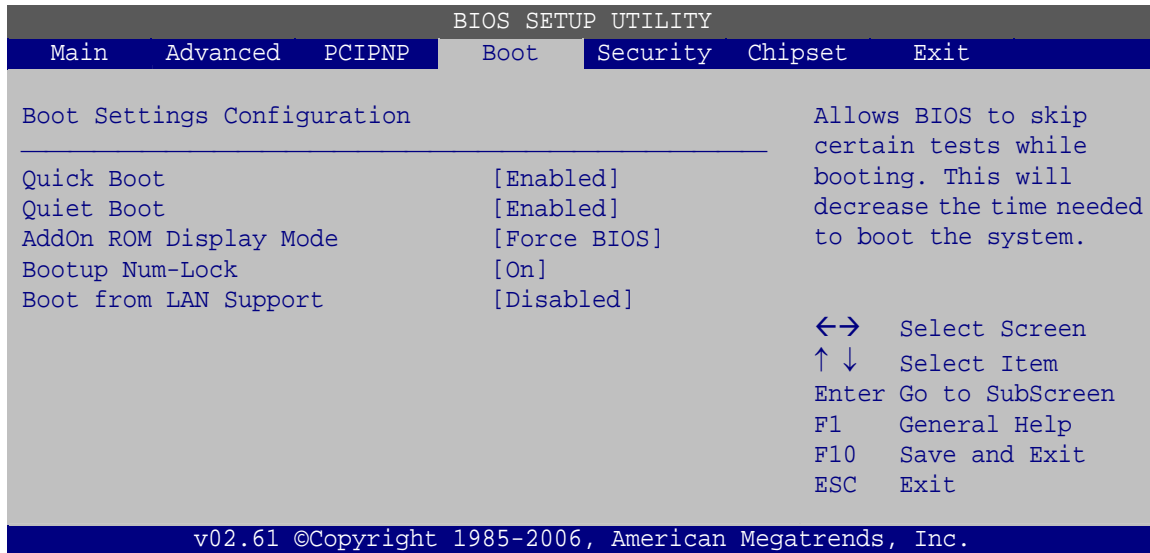 BIOS SETUP UTILITY
Main Advanced PCIPNP Boot Security Chipset Exit
Boot Settings Configuration
Quick Boot [Enabled]
Quiet Boot [Enabled]
AddOn ROM Display Mode [Force BIOS]
Bootup Num-Lock [On]
Boot from LAN Support [Disabled]
Allows BIOS to skip
certain tests while
booting. This will
decrease the time needed
to boot the system.
←→ Select Screen
↑ ↓ Select Item
Enter Go to SubScreen
F1 General Help
F10 Save and Exit
ESC Exit
v02.61 ©Copyright 1985-2006, American Megatrends, Inc.